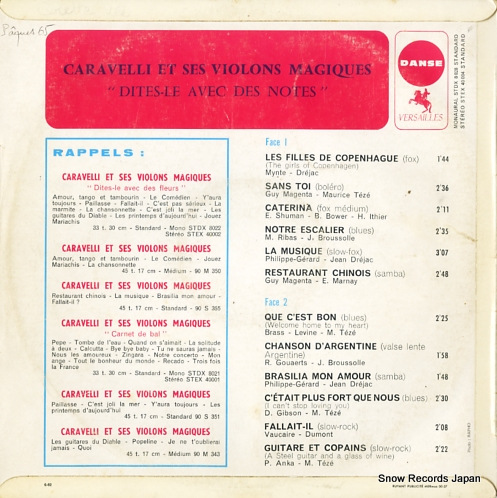 Pâques 65
CARAVELLI ET SES VIOLONS MAGIQUES
"DITES-LE AVEC DES NOTES"
DANSE
VERSAILLES
MONAURAL STDX 8028 STANDARD
STÉRÉO STEX 40004 STANDARD
RAPPELS :
CARAVELLI ET SES VIOLONS MAGIQUES
"Dites-le avec des fleurs"
Amour, tango et tambourin - Le Comédien - Y'aura
toujours - Paillasse - Fallait-il - C'est pas sérieux - La
marmite - La chansonnette - C'est joli la mer - Les
guitares du Diable - Les printemps d'aujourd'hui - Jouez
Mariachis
33 t. 30 cm - Standard - Mono STDX 8022
Stéréo STEX 40002
CARAVELLI ET SES VIOLONS MAGIQUES
Amour, tango et tambourin - Le Comédien - Jouez
Mariachis - La chansonnette
45 t. 17 cm - Médium - 90 M 350
CARAVELLI ET SES VIOLONS MAGIQUES
Restaurant chinois - La musique - Brasilia mon amour -
Fallait-il ?
45 t. 17 cm - Standard - 90 S 355
CARAVELLI ET SES VIOLONS MAGIQUES
"Carnet de bal"
Pepe - Tombe de l'eau - Quand on s'aimait - La solitude
à deux - Calcutta - Bye bye baby - Tu ne sauras jamais -
Nous les amoureux - Zingara - Notre concerto - Mon
ange - Tout le bonheur du monde - Recado - Trois fois
la France
33 t. 30 cm - Standard - Mono STDX 8021
Stéréo STEX 40001
CARAVELLI ET SES VIOLONS MAGIQUES
Paillasse - C'est joli la mer - Y'aura toujours - Les
printemps d'aujourd'hui
45 t. 17 cm - Standard 90 S 351
CARAVELLI ET SES VIOLONS MAGIQUES
Les guitares du Diable - Popeline - Je ne t'oublierai
jamais - Quoi
45 t. 17 cm - Médium 90 M 343
Face 1
LES FILLES DE COPENHAGUE (fox) 1'44
(The girls of Copenhagen)
Mynte - Dréjac
SANS TOI (boléro) 2'36
Guy Magenta - Maurice Tézé
CATERINA (fox médium) 2'11
E. Shuman - B. Bower - H. Ithier
NOTRE ESCALIER (blues) 2'35
M. Ribas - J. Broussolle
LA MUSIQUE (slow-fox) 3'07
Philippe-Gérard - Jean Dréjac
RESTAURANT CHINOIS (samba) 2'48
Guy Magenta - E. Marnay
Face 2
QUE C'EST BON (blues) 2'25
(Welcome home to my heart)
Brass - Levine - M. Tézé
CHANSON D'ARGENTINE (valse lente
Argentine) 1'58
R. Gouaerts - J. Broussolle
BRASILIA MON AMOUR (samba) 1'48
Philippe-Gérard - Jean Dréjac
C'ÉTAIT PLUS FORT QUE NOUS (blues) 2'30
(I can't stop loving you)
D. Gibson - M. Tézé
FALLAIT-IL (slow-rock) 2'08
Vaucaire - Dumont
GUITARE ET COPAINS (slow-rock) 2'22
(A Steel guitar and a glass of wine)
P. Anka - M. Tézé
Snow Records Japan